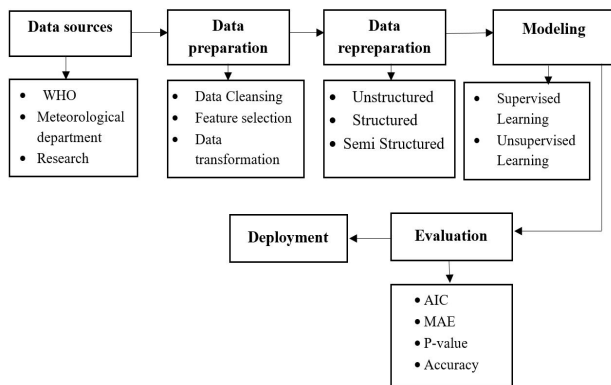 Data sources
Data
preparation
Data
repreparation
Modeling
• WHO
• Meteorological
department
• Research
• Data Cleansing
• Feature selection
• Data
transformation
• Unstructured
• Structured
• Semi Structured
• Supervised
Learning
• Unsupervised
Learning
Deployment
Evaluation
• AIC
• MAE
• P-value
• Accuracy